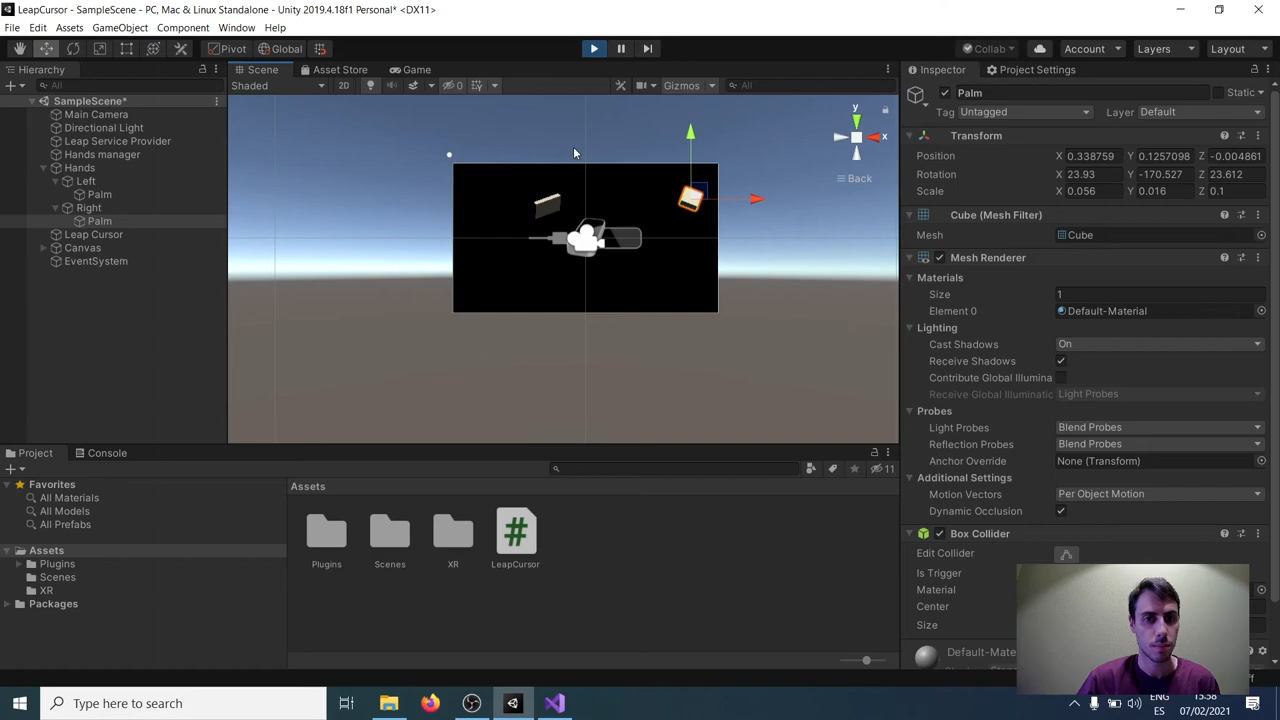 LeapCursor - SampleScene - PC, Mac & Linux Standalone - Unity 2019.4.18f1 Personal* <DX11>
File Edit Assets GameObject Component Window Help
Pivot Global Collab Account Layers Layout
Hierarchy Scene Asset Store Game Inspector Project Settings
All Shaded 2D 0 Gizmos All Palm Static
SampleScene* Tag Untagged Layer Default
Main Camera
Directional Light
Leap Service Provider
Hands manager
Hands
Left
Palm
Right
Palm
Leap Cursor
Canvas
EventSystem
y
x
Back
Transform
Position X 0.338759 Y 0.1257098 Z -0.004861
Rotation X 23.93 Y -170.527 Z 23.612
Scale X 0.056 Y 0.016 Z 0.1
Cube (Mesh Filter)
Mesh Cube
Mesh Renderer
Materials
Size 1
Element 0 Default-Material
Lighting
Cast Shadows On
Receive Shadows
Contribute Global Illumina
Receive Global Illuminatic Light Probes
Probes
Light Probes Blend Probes
Reflection Probes Blend Probes
Anchor Override None (Transform)
Additional Settings
Motion Vectors Per Object Motion
Dynamic Occlusion
Box Collider
Edit Collider
Is Trigger
Material
Center
Size
Default-Mate
Project Console 11
Favorites
All Materials
All Models
All Prefabs
Assets
Plugins
Scenes
XR
Packages
Assets
#
Plugins Scenes XR LeapCursor
Type here to search
ENG
ES
15:58
07/02/2021